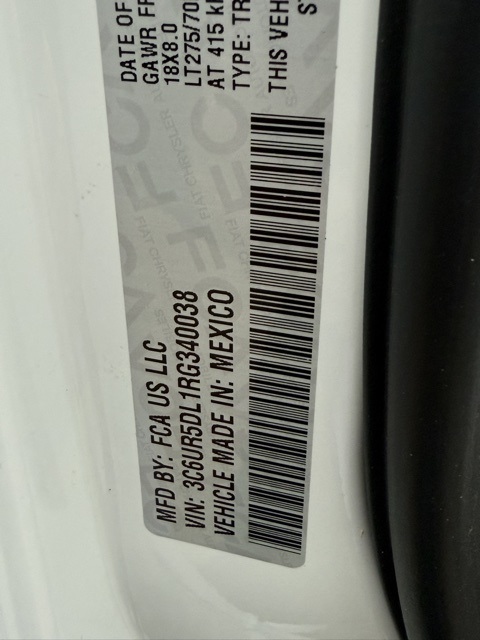 DATE OF
GAWR FR
18X8.0
LT275/70
AT 415 k
TYPE: TR
THIS VEH
MFD BY: FCA US LLC
VIN: 3C6UR5DL1RG340038
VEHICLE MADE IN: MEXICO